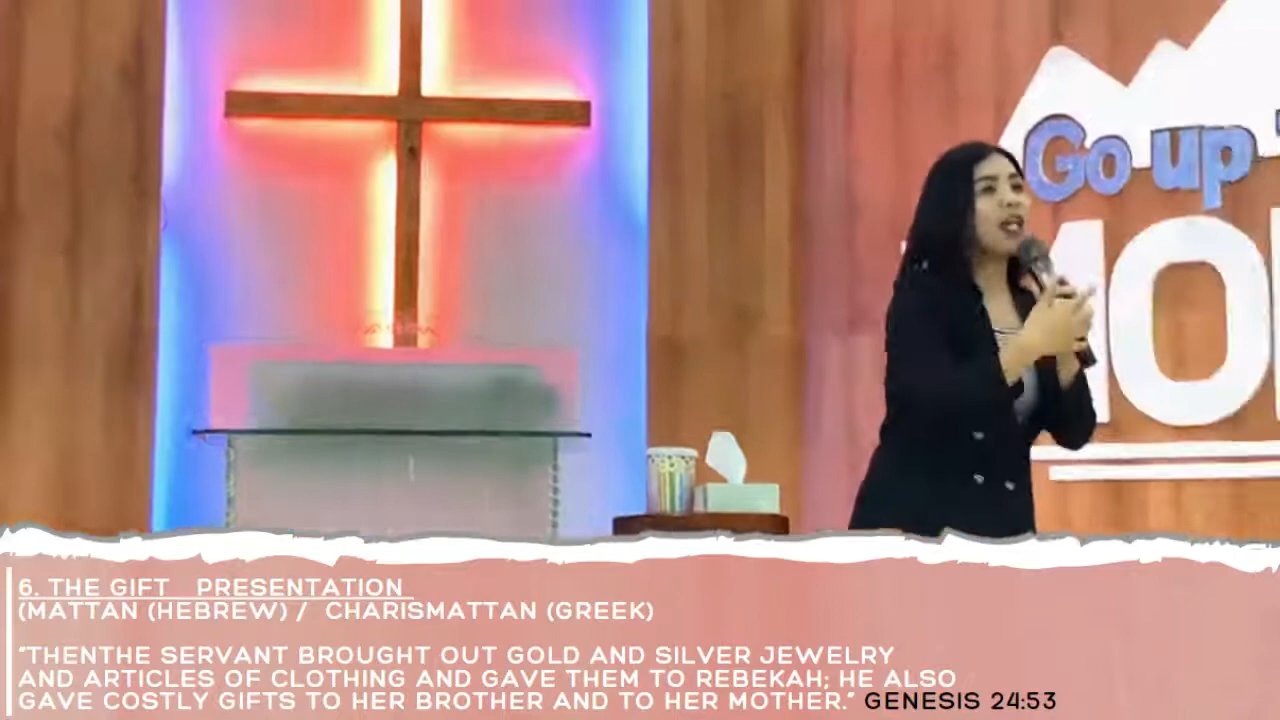 Go up
MO
6. THE GIFT PRESENTATION
(MATTAN (HEBREW) / CHARISMATTAN (GREEK)
"THENTHE SERVANT BROUGHT OUT GOLD AND SILVER JEWELRY
AND ARTICLES OF CLOTHING AND GAVE THEM TO REBEKAH; HE ALSO
GAVE COSTLY GIFTS TO HER BROTHER AND TO HER MOTHER." GENESIS 24:53